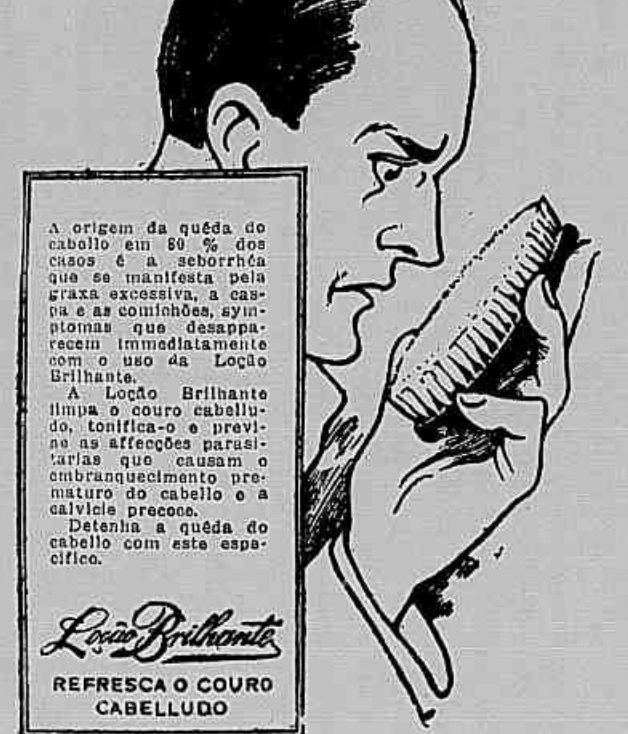 A origem da quéda do
cabello em 80 % dos
casos é a seborrhéa
que se manifesta pela
graxa excessiva, a cas-
pa e as comichões, sym-
ptomas que desappa-
recem immediatamente
com o uso da Loção
Brilhante.
A Loção Brilhante
limpa o couro cabellu-
do, tonifica-o e previ-
ne as affecções parasi-
tarias que causam o
embranquecimento pre-
maturo do cabello e a
calvicie precoce.
Detenha a quéda do
cabello com este espe-
cifico.
Loção Brilhante
REFRESCA O COURO
CABELLUDO